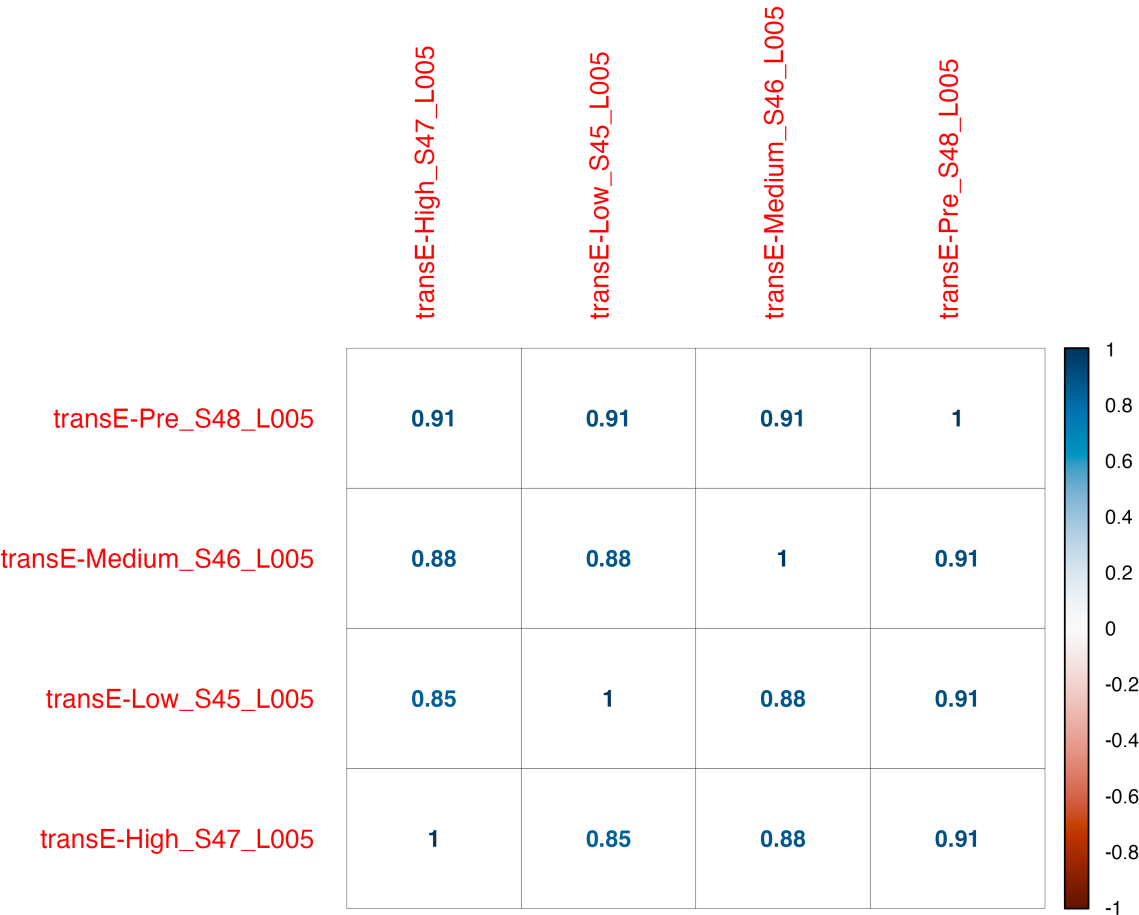 transE-High_S47_L005
transE-Low_S45_L005
transE-Medium_S46_L005
transE-Pre_S48_L005
transE-Pre_S48_L005 0.91 0.91 0.91 1
transE-Medium_S46_L005 0.88 0.88 1 0.91
transE-Low_S45_L005 0.85 1 0.88 0.91
transE-High_S47_L005 1 0.85 0.88 0.91
1
0.8
0.6
0.4
0.2
0
-0.2
-0.4
-0.6
-0.8
-1